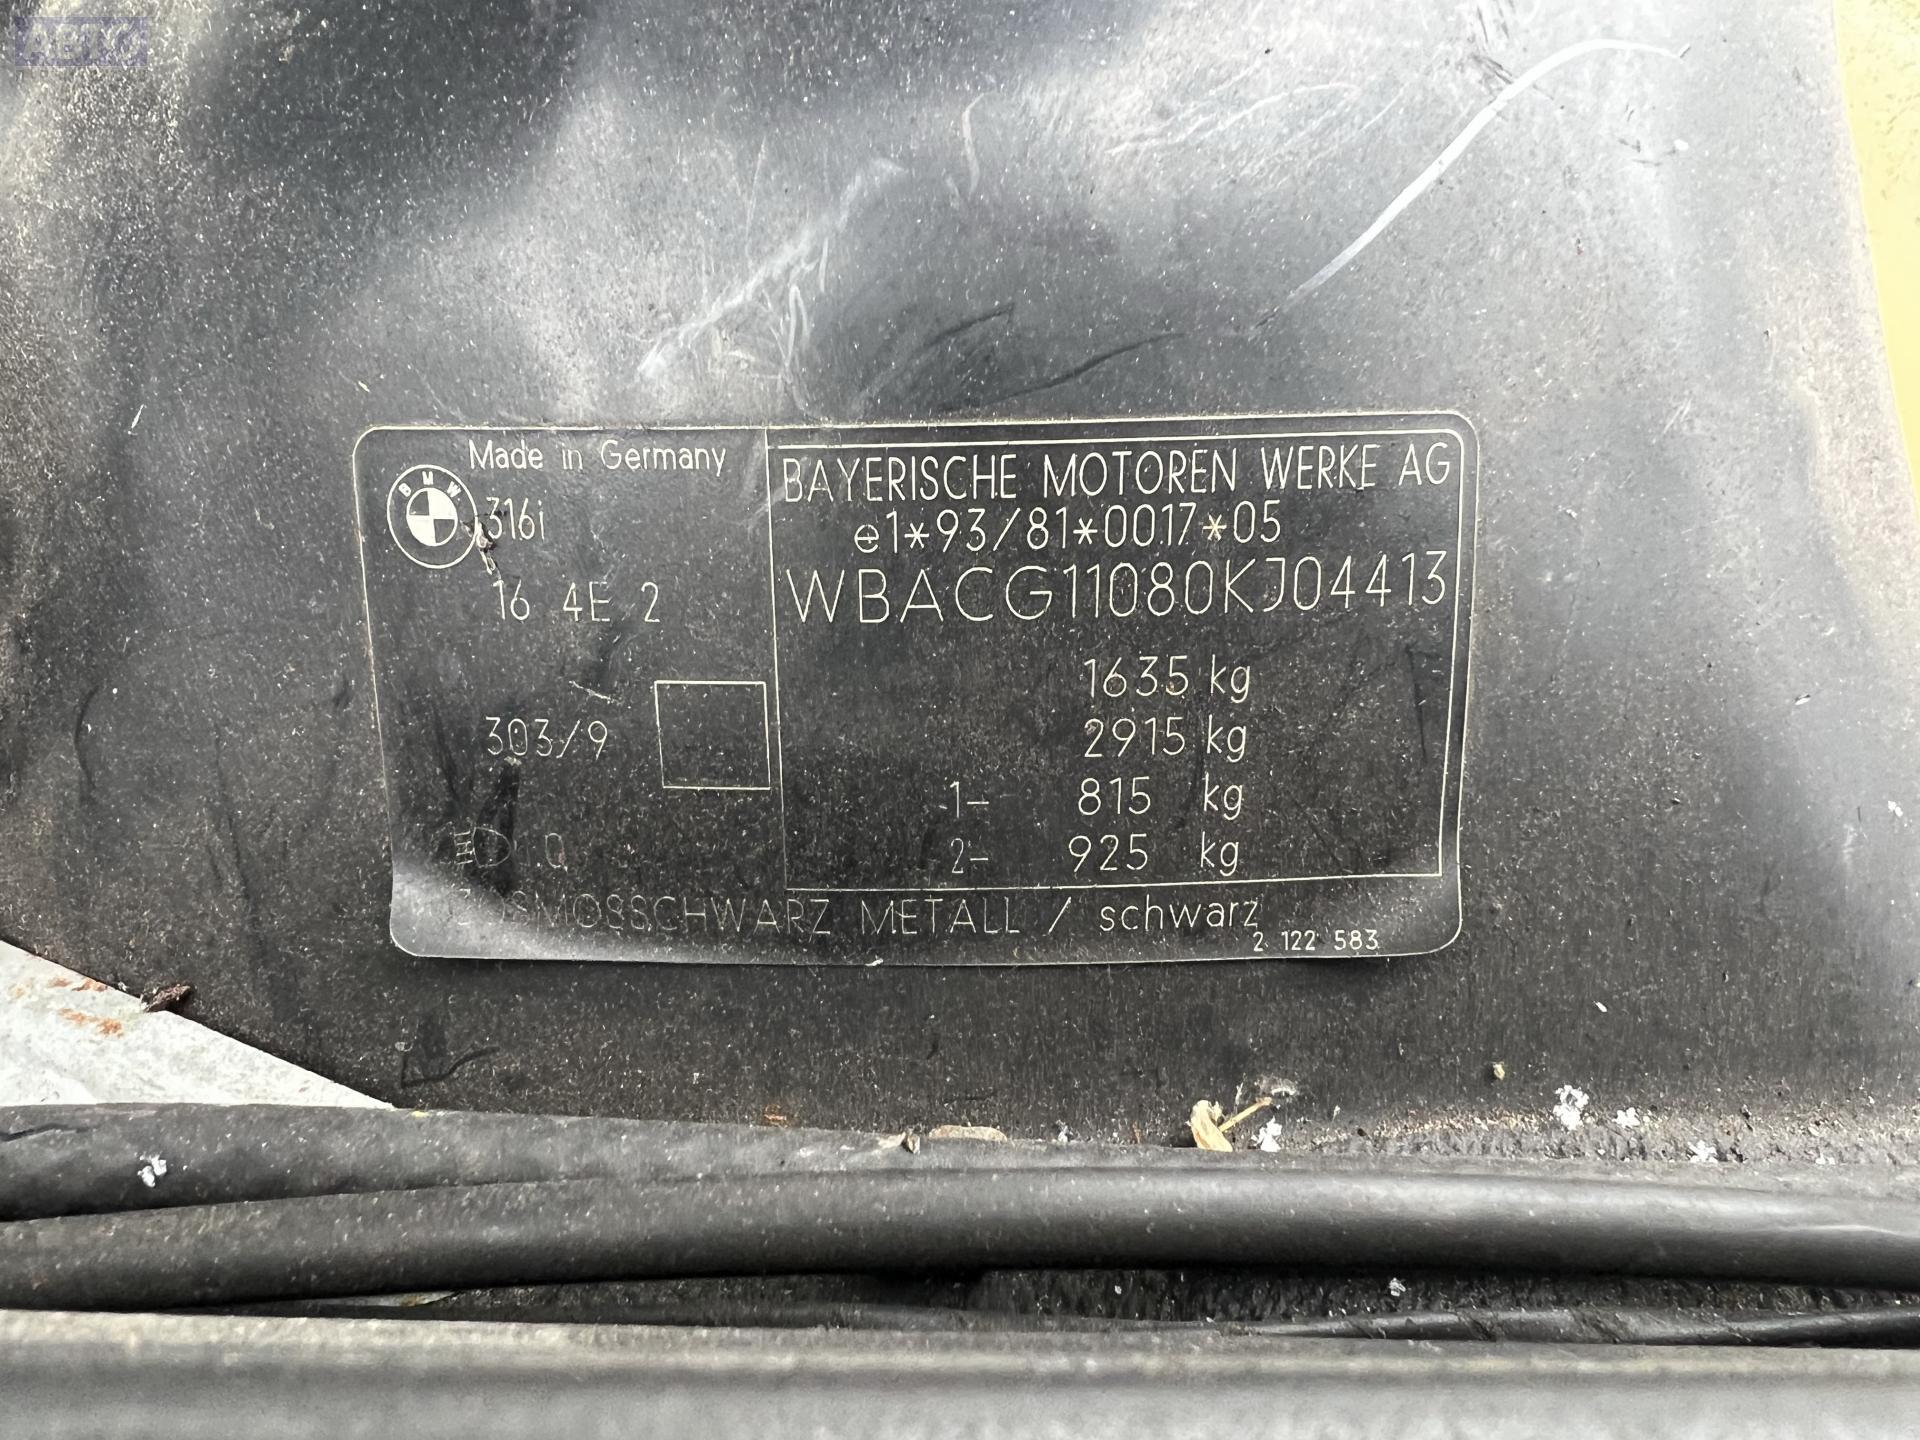 Made in Germany
BMW
316i
16 4E 2
303/9
BAYERISCHE MOTOREN WERKE AG
e1*93/81*0017*05
WBACG11080KJ04413
1635 kg
2915 kg
1- 815 kg
2- 925 kg
METALL / schwarz
2 122 583